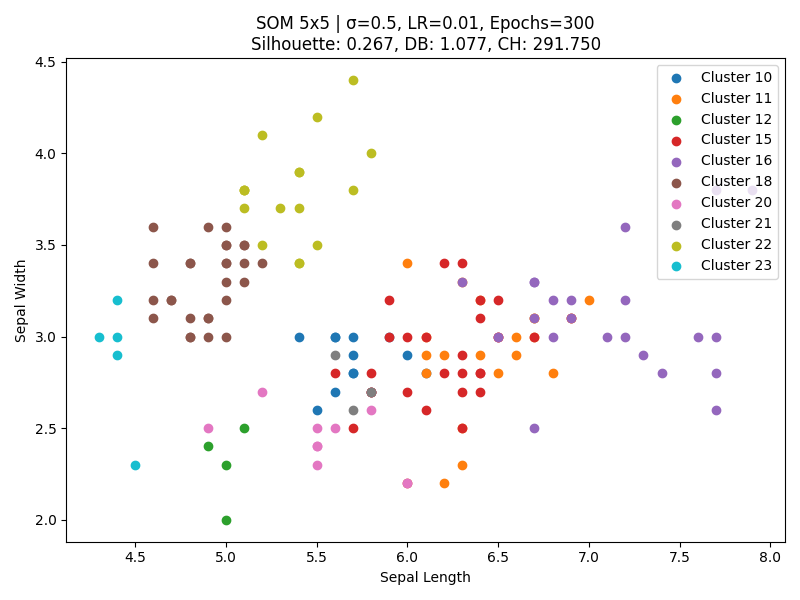 SOM 5x5 | σ=0.5, LR=0.01, Epochs=300
Silhouette: 0.267, DB: 1.077, CH: 291.750
4.5
4.0
3.5
3.0
2.5
2.0
Sepal Width
Cluster 10
Cluster 11
Cluster 12
Cluster 15
Cluster 16
Cluster 18
Cluster 20
Cluster 21
Cluster 22
Cluster 23
4.5 5.0 5.5 6.0 6.5 7.0 7.5 8.0
Sepal Length